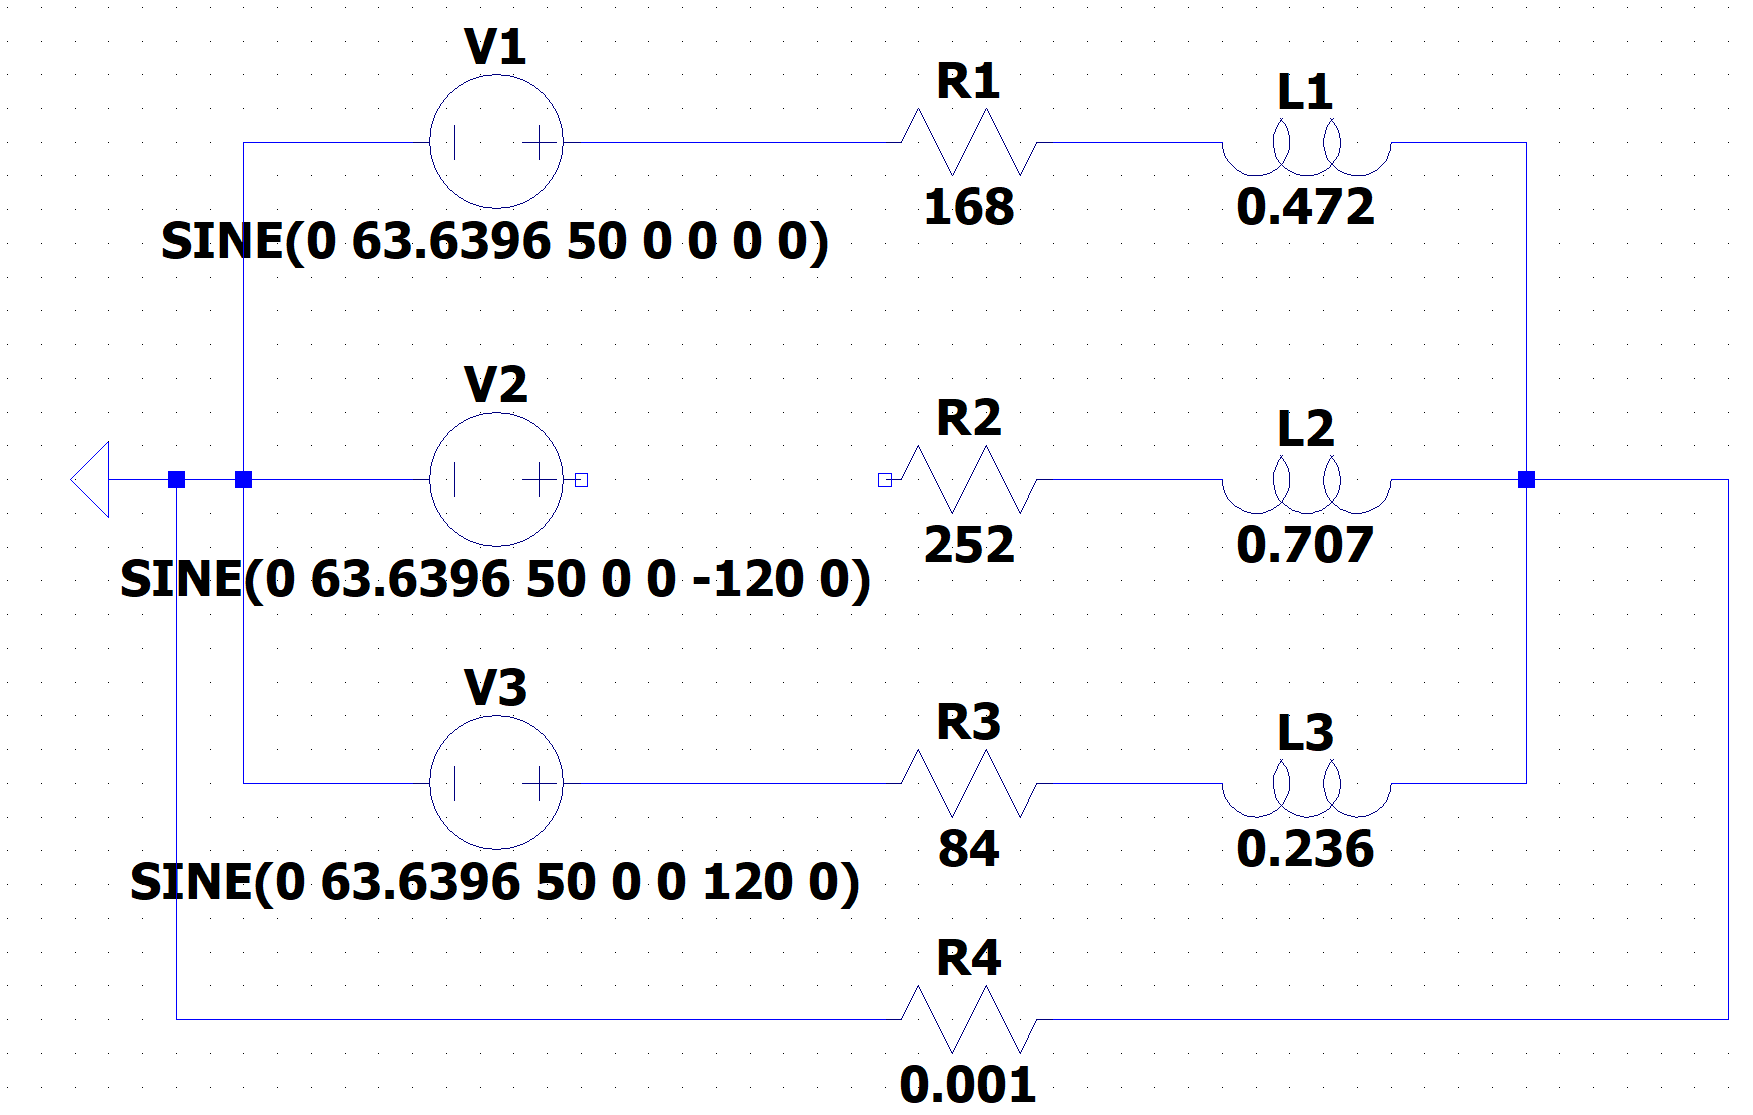 V1
R1
L1
168
0.472
SINE(0 63.6396 50 0 0 0 0)
V2
R2
L2
252
0.707
SINE(0 63.6396 50 0 0 -120 0)
V3
R3
L3
84
0.236
SINE(0 63.6396 50 0 0 120 0)
R4
0.001